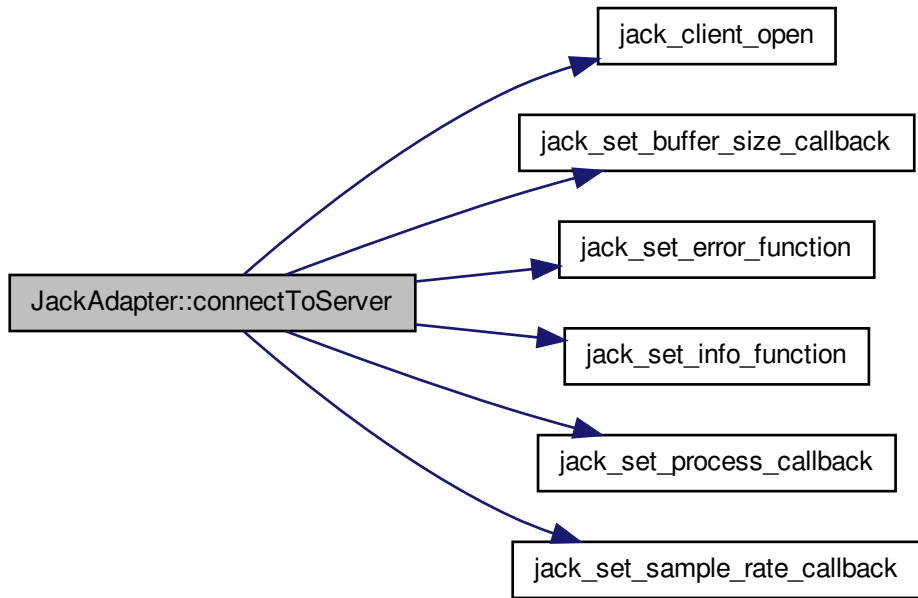 jack_client_open
jack_set_buffer_size_callback
jack_set_error_function
JackAdapter::connectToServer
jack_set_info_function
jack_set_process_callback
jack_set_sample_rate_callback